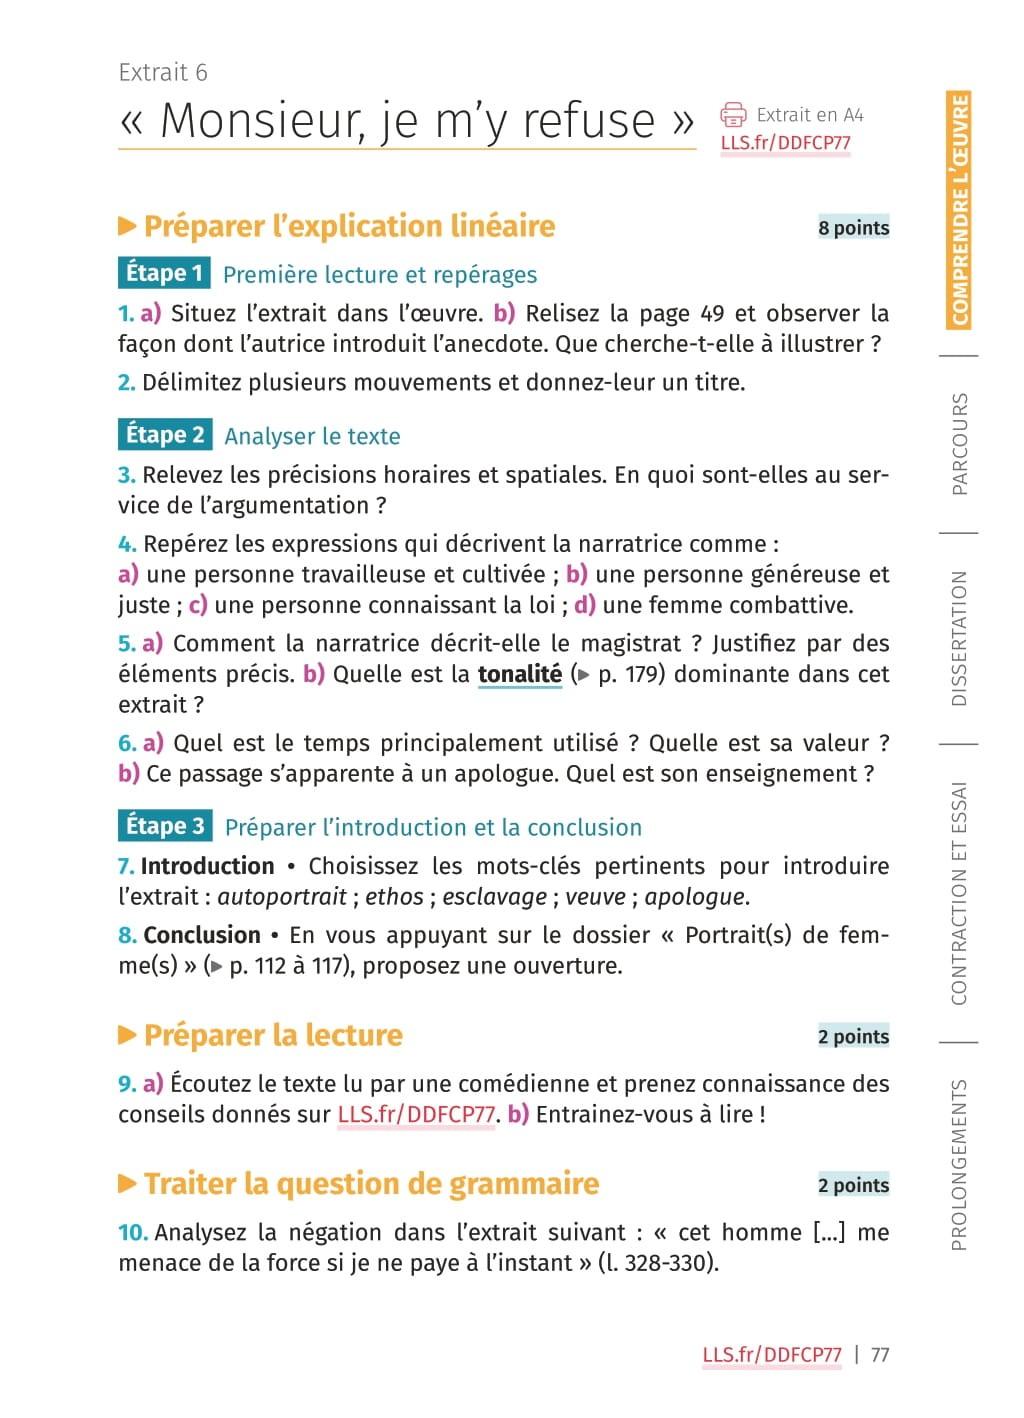 Extrait 6
« Monsieur, je m’y refuse »
Extrait en A4
LLS.fr/DDFCP77
Préparer l’explication linéaire
8 points
Étape 1 Première lecture et repérages
1. a) Situez l’extrait dans l’œuvre. b) Relisez la page 49 et observer la
façon dont l’autrice introduit l’anecdote. Que cherche-t-elle à illustrer ?
2. Délimitez plusieurs mouvements et donnez-leur un titre.
Étape 2 Analyser le texte
3. Relevez les précisions horaires et spatiales. En quoi sont-elles au ser-
vice de l’argumentation ?
4. Repérez les expressions qui décrivent la narratrice comme :
a) une personne travailleuse et cultivée ; b) une personne généreuse et
juste ; c) une personne connaissant la loi ; d) une femme combattive.
5. a) Comment la narratrice décrit-elle le magistrat ? Justifiez par des
éléments précis. b) Quelle est la tonalité (▶ p. 179) dominante dans cet
extrait ?
6. a) Quel est le temps principalement utilisé ? Quelle est sa valeur ?
b) Ce passage s’apparente à un apologue. Quel est son enseignement ?
Étape 3 Préparer l’introduction et la conclusion
7. Introduction • Choisissez les mots-clés pertinents pour introduire
l’extrait : autoportrait ; ethos ; esclavage ; veuve ; apologue.
8. Conclusion • En vous appuyant sur le dossier « Portrait(s) de fem-
me(s) » (▶ p. 112 à 117), proposez une ouverture.
Préparer la lecture
2 points
9. a) Écoutez le texte lu par une comédienne et prenez connaissance des
conseils donnés sur LLS.fr/DDFCP77. b) Entrainez-vous à lire !
Traiter la question de grammaire
2 points
10. Analysez la négation dans l’extrait suivant : « cet homme [...] me
menace de la force si je ne paye à l’instant » (l. 328-330).
LLS.fr/DDFCP77 | 77
COMPRENDRE L’ŒUVRE
PARCOURS
DISSERTATION
CONTRACTION ET ESSAI
PROLONGEMENTS